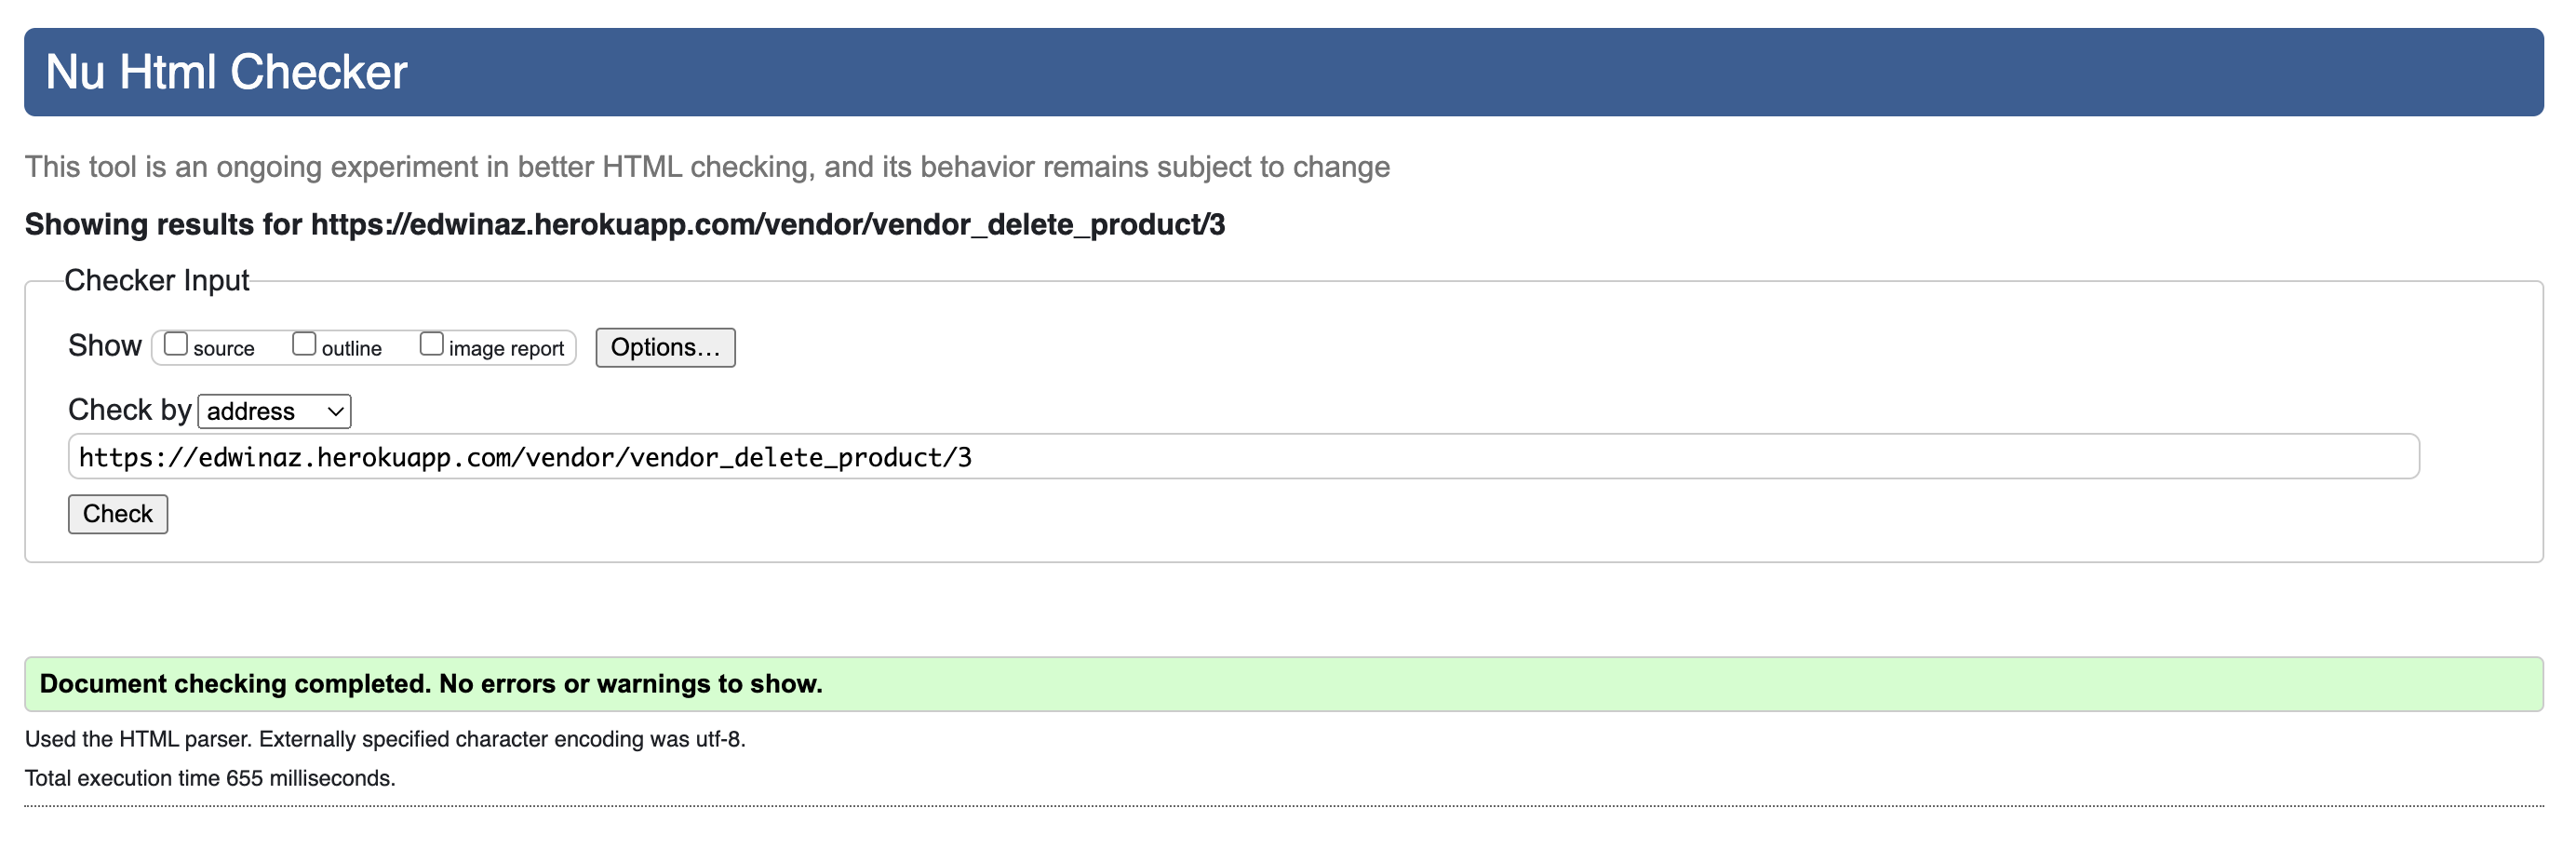 Nu Html Checker
This tool is an ongoing experiment in better HTML checking, and its behavior remains subject to change
Showing results for https://edwinaz.herokuapp.com/vendor/vendor_delete_product/3
Checker Input
Show source outline image report Options...
Check by address
https://edwinaz.herokuapp.com/vendor/vendor_delete_product/3
Check
Document checking completed. No errors or warnings to show.
Used the HTML parser. Externally specified character encoding was utf-8.
Total execution time 655 milliseconds.